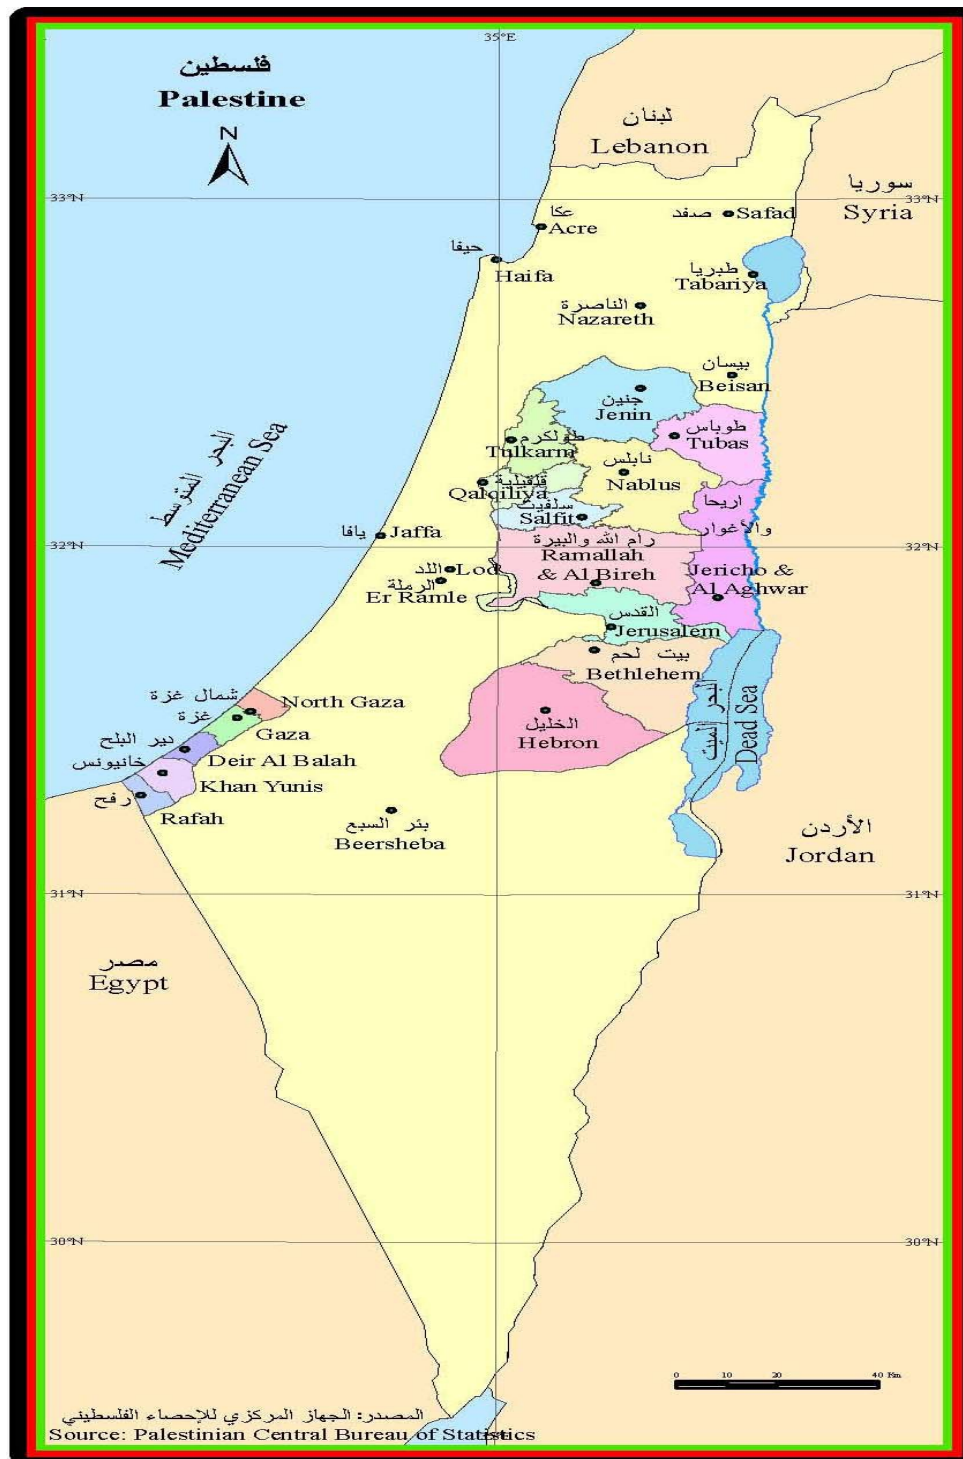 35°E
فلسطين
Palestine
N
لبنان
Lebanon
سوريا
Syria
33°N
33°N
صفد Safad
عكا
Acre
حيفا
Haifa
طبريا
Tabariya
الناصرة
Nazareth
بيسان
Beisan
جنين
Jenin
طوباس
Tubas
طولكرم
Tulkarm
نابلس
Nablus
قلقيلية
Qalqiliya
سلفيت
Salfit
البحر المتوسط
Mediterranean Sea
يافا Jaffa
اريحا
والأغوار
Jericho &
Al Aghwar
رام الله والبيرة
Ramallah
& Al Bireh
32°N
32°N
اللد Lod
الرملة
Er Ramle
القدس
Jerusalem
بيت لحم
Bethlehem
البحر الميت
Dead Sea
الخليل
Hebron
شمال غزة
North Gaza
غزة
Gaza
دير البلح
Deir Al Balah
خانيونس
Khan Yunis
رفح
Rafah
بئر السبع
Beersheba
الأردن
Jordan
31°N
31°N
مصر
Egypt
30°N
30°N
0 10 20 40 Km
المصدر: الجهاز المركزي للإحصاء الفلسطيني
Source: Palestinian Central Bureau of Statistics